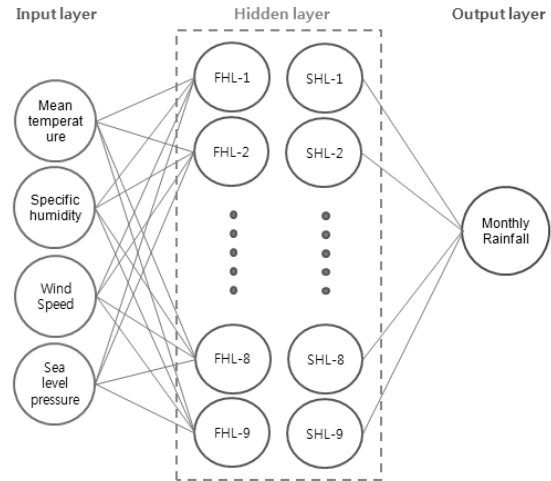 Input layer
Hidden layer
Output layer
Mean
temperat
ure
Specific
humidity
Wind
Speed
Sea
level
pressure
FHL-1
SHL-1
FHL-2
SHL-2
FHL-8
SHL-8
FHL-9
SHL-9
Monthly
Rainfall